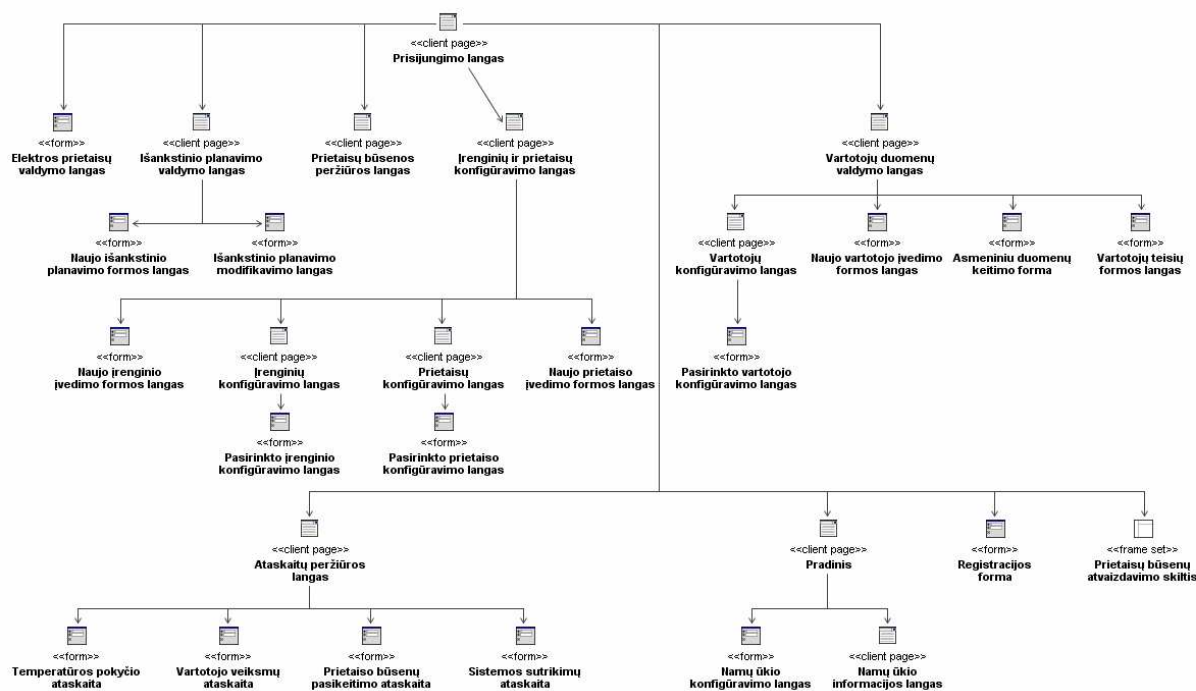 <<client page>>
Prisijungimo langas
<<form>>
Elektros prietaisų
valdymo langas
<<client page>>
Išankstinio planavimo
valdymo langas
<<client page>>
Prietaisų būsenos
peržiūros langas
<<client page>>
Įrenginių ir prietaisų
konfigūravimo langas
<<client page>>
Vartotojų duomenų
valdymo langas
<<form>>
Naujo išankstinio
planavimo formos langas
<<form>>
Išankstinio planavimo
modifikavimo langas
<<client page>>
Vartotojų
konfigūravimo langas
<<form>>
Naujo vartotojo įvedimo
formos langas
<<form>>
Asmeniniu duomenų
keitimo forma
<<form>>
Vartotojų teisių
formos langas
<<form>>
Naujo įrenginio
įvedimo formos langas
<<client page>>
Įrenginių
konfigūravimo langas
<<client page>>
Prietaisų
konfigūravimo langas
<<form>>
Naujo prietaiso
įvedimo formos langas
<<form>>
Pasirinkto vartotojo
konfigūravimo langas
<<form>>
Pasirinkto įrenginio
konfigūravimo langas
<<form>>
Pasirinkto prietaiso
konfigūravimo langas
<<client page>>
Ataskaitų peržiūros
langas
<<client page>>
Pradinis
<<form>>
Registracijos
forma
<<frame set>>
Prietaisų būsenų
atvaizdavimo skiltis
<<form>>
Temperatūros pokyčio
ataskaita
<<form>>
Vartotojo veiksmų
ataskaita
<<form>>
Prietaiso būsenų
pasikeitimo ataskaita
<<form>>
Sistemos sutrikimų
ataskaita
<<form>>
Namų ūkio
konfigūravimo langas
<<client page>>
Namų ūkio
informacijos langas